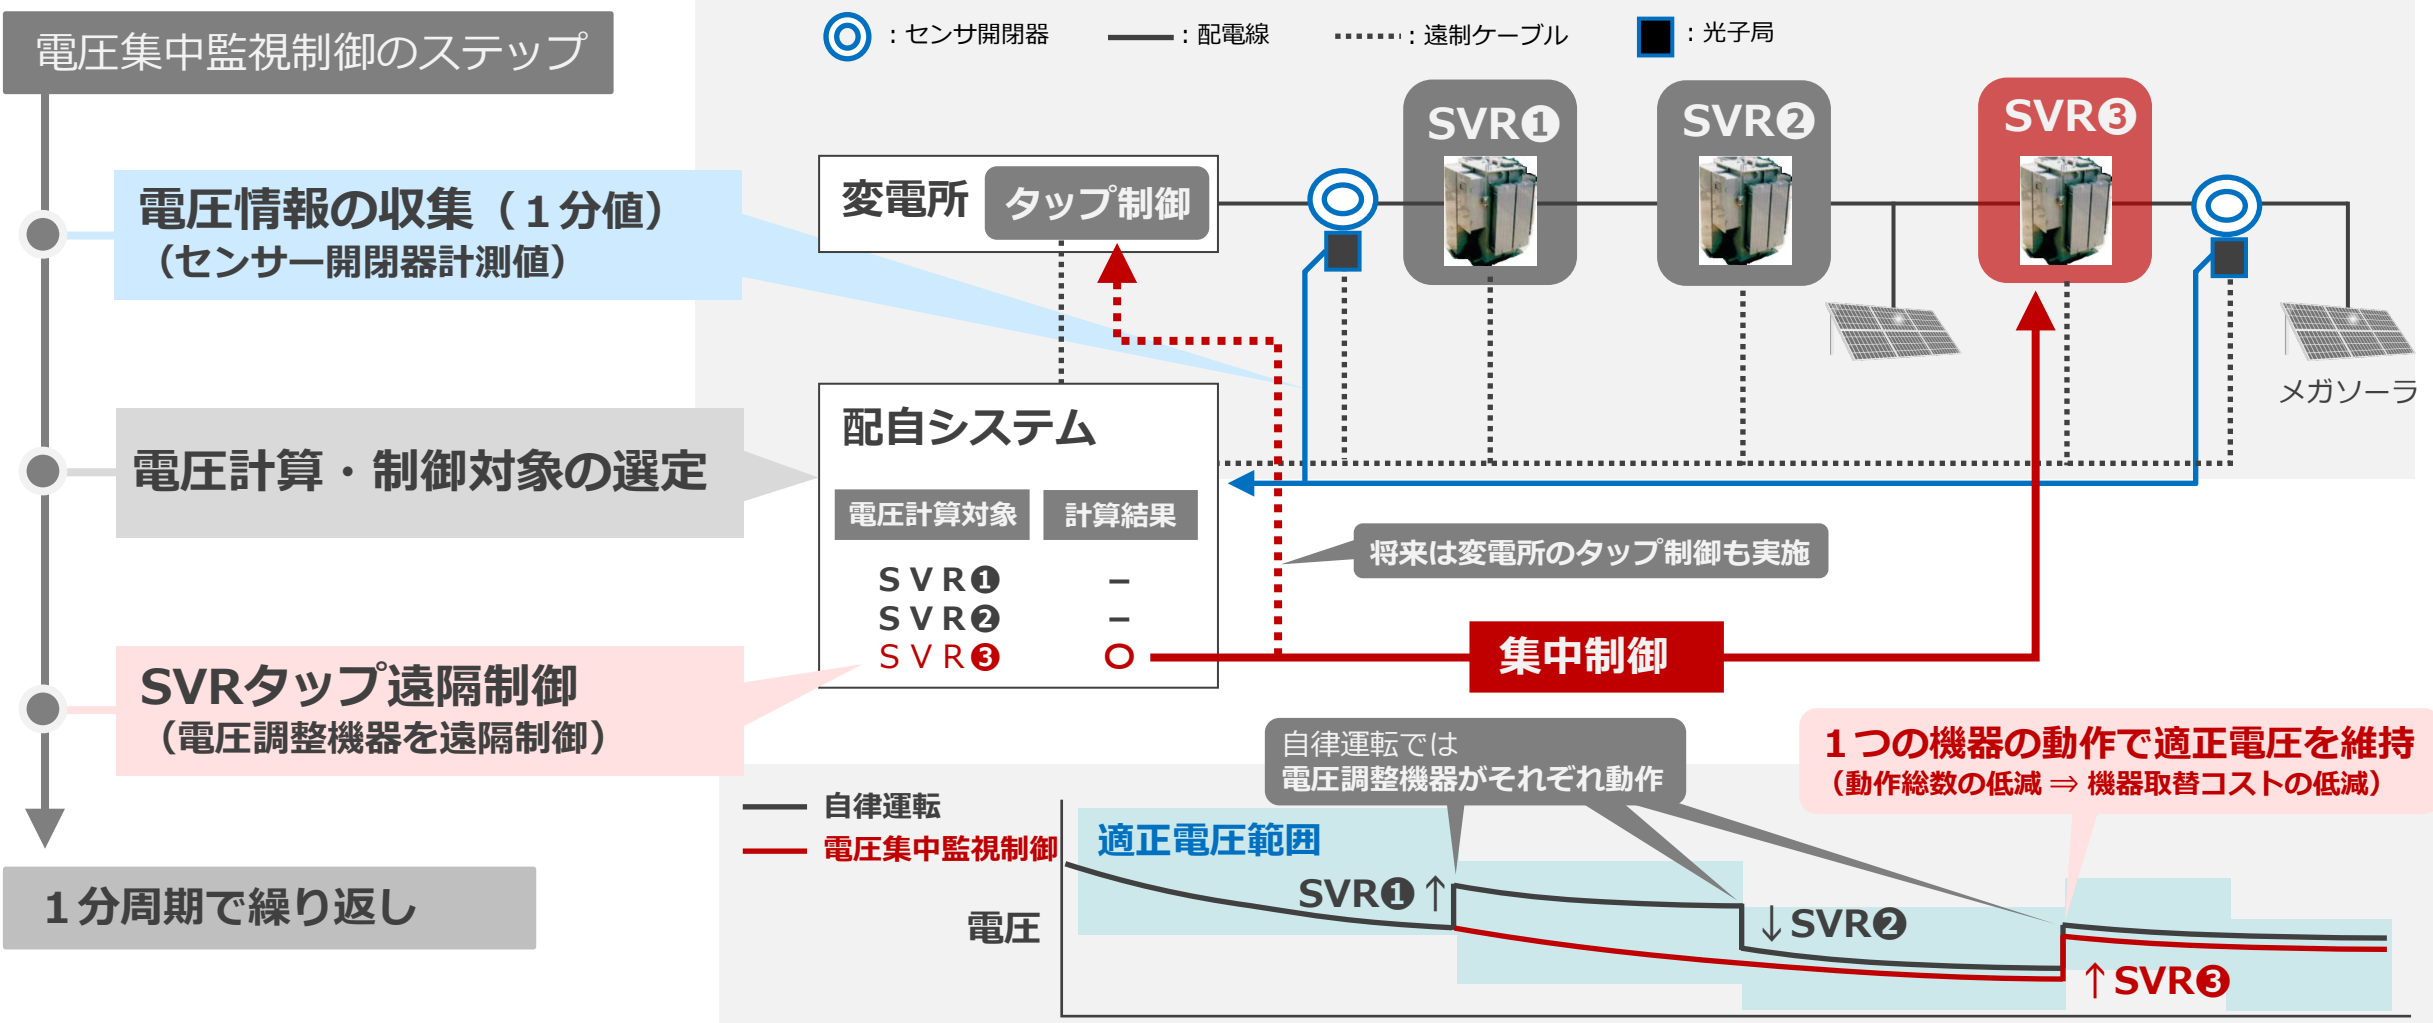 電圧集中監視制御のステップ
：センサ開閉器
：配電線
：遠制ケーブル
：光子局
電圧情報の収集（１分値）
（センサー開閉器計測値）
電圧計算・制御対象の選定
SVRタップ遠隔制御
（電圧調整機器を遠隔制御）
１分周期で繰り返し
変電所
タップ制御
SVR❶
SVR❷
SVR❸
メガソーラ
配自システム
電圧計算対象
計算結果
ＳＶＲ❶
－
ＳＶＲ❷
－
ＳＶＲ❸
○
将来は変電所のタップ制御も実施
集中制御
自律運転では
電圧調整機器がそれぞれ動作
１つの機器の動作で適正電圧を維持
（動作総数の低減 ⇒ 機器取替コストの低減）
自律運転
電圧集中監視制御
適正電圧範囲
電圧
SVR❶↑
↓SVR❷
↑SVR❸